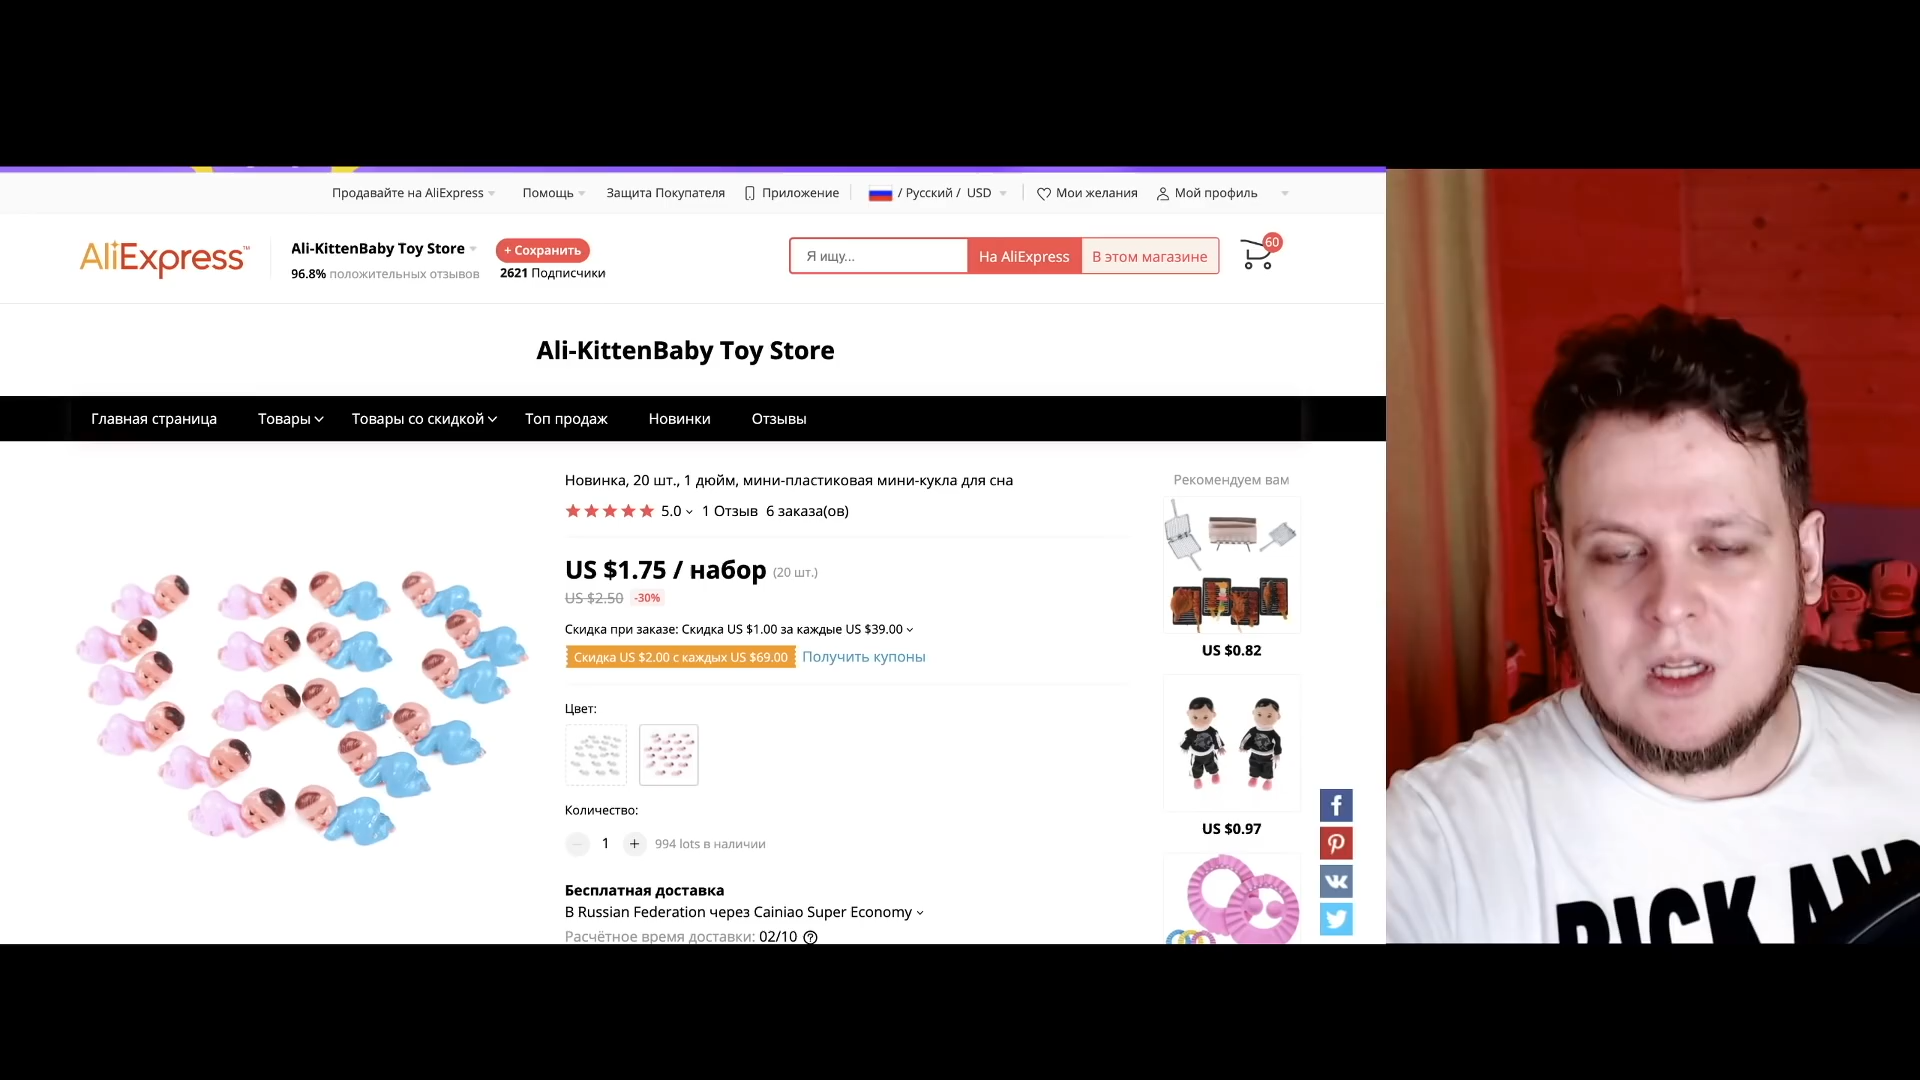 Продавайте на AliExpress Помощь Защита Покупателя Приложение / Русский / USD Мои желания Мой профиль
AliExpress™
Ali-KittenBaby Toy Store + Сохранить
96.8% положительных отзывов 2621 Подписчики
Я ищу... На AliExpress В этом магазине 60
Ali-KittenBaby Toy Store
Главная страница Товары Товары со скидкой Топ продаж Новинки Отзывы
Новинка, 20 шт., 1 дюйм, мини-пластиковая мини-кукла для сна
5.0 1 Отзыв 6 заказа(ов)
US $1.75 / набор (20 шт.)
US $2.50 -30%
Скидка при заказе: Скидка US $1.00 за каждые US $39.00
Скидка US $2.00 с каждых US $69.00 Получить купоны
Цвет:
Количество:
1 + 994 lots в наличии
Бесплатная доставка
В Russian Federation через Cainiao Super Economy
Расчётное время доставки: 02/10
Рекомендуем вам
US $0.82
US $0.97
RICK AND